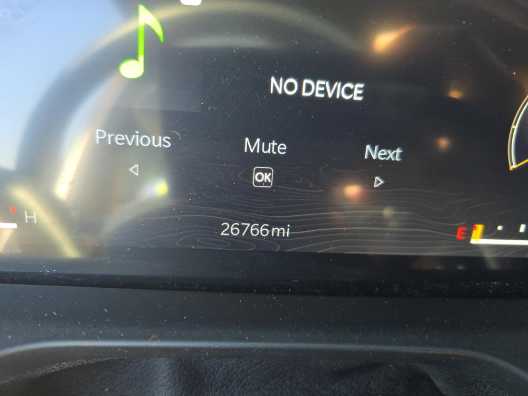 NO DEVICE
Previous
Mute
Next
OK
H
26766mi
E